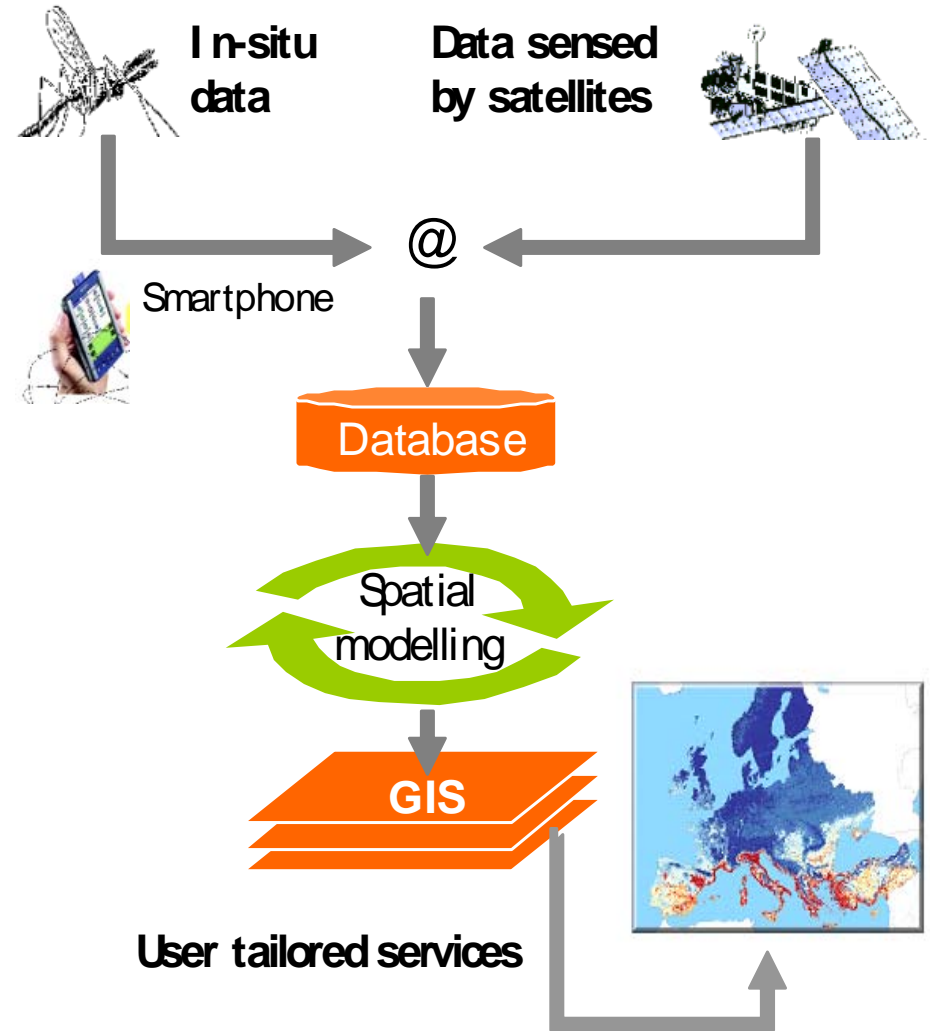 In-situ
data
Data sensed
by satellites
@
Smartphone
Database
Spatial
modelling
GIS
User tailored services